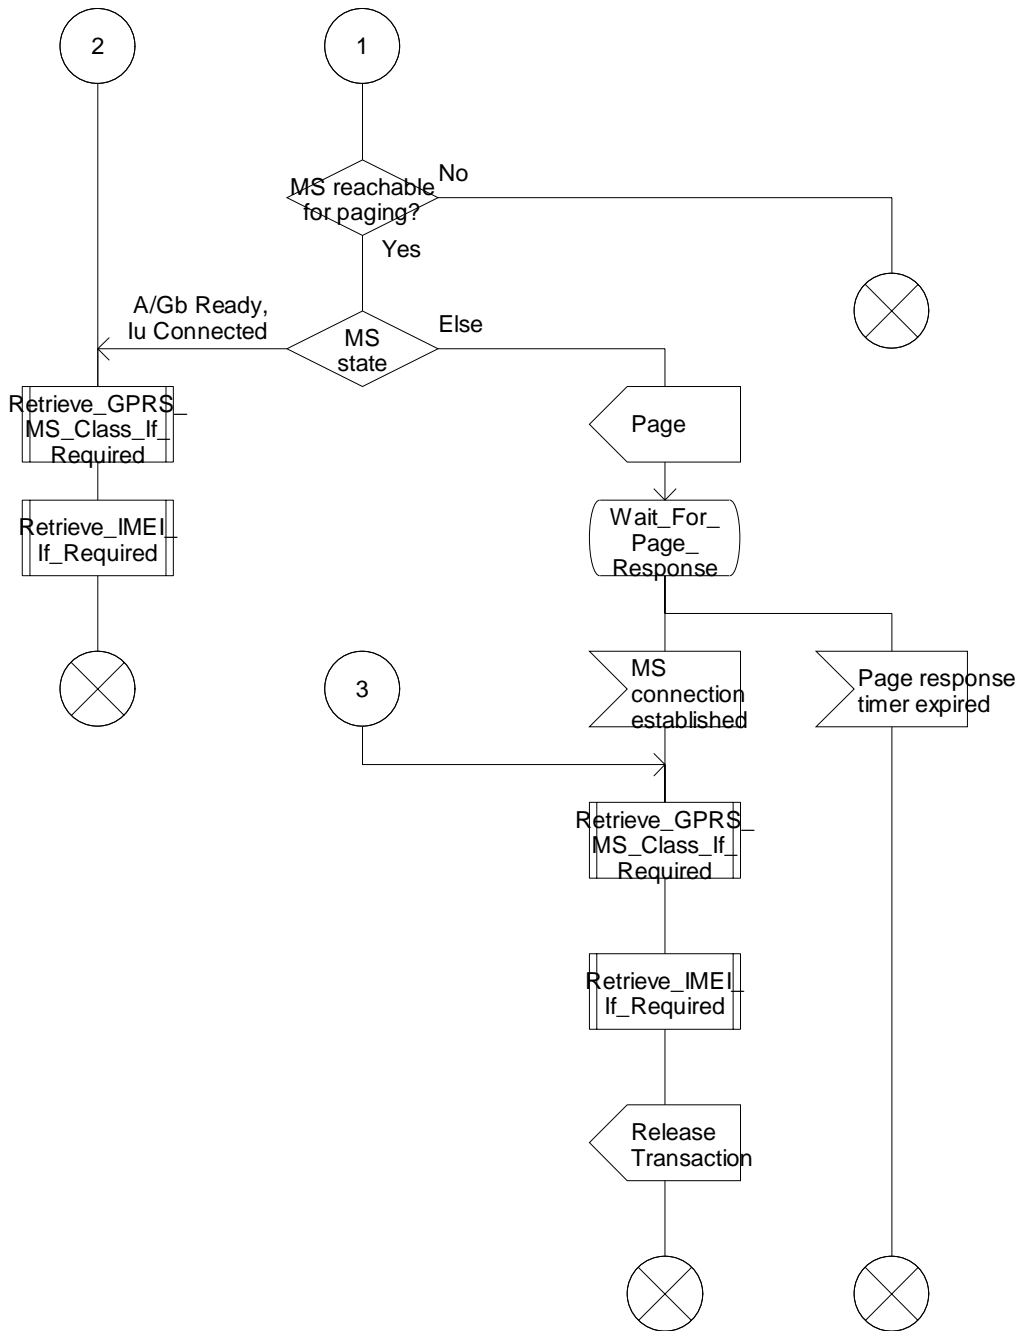 2
1
MS reachable
for paging?
No
Yes
A/Gb Ready,
Iu Connected
MS
state
Else
Retrieve_GPRS_
MS_Class_If_
Required
Page
Retrieve_IMEI_
If_Required
Wait_For_
Page_
Response
3
MS
connection
established
Page response
timer expired
Retrieve_GPRS_
MS_Class_If_
Required
Retrieve_IMEI_
If_Required
Release
Transaction